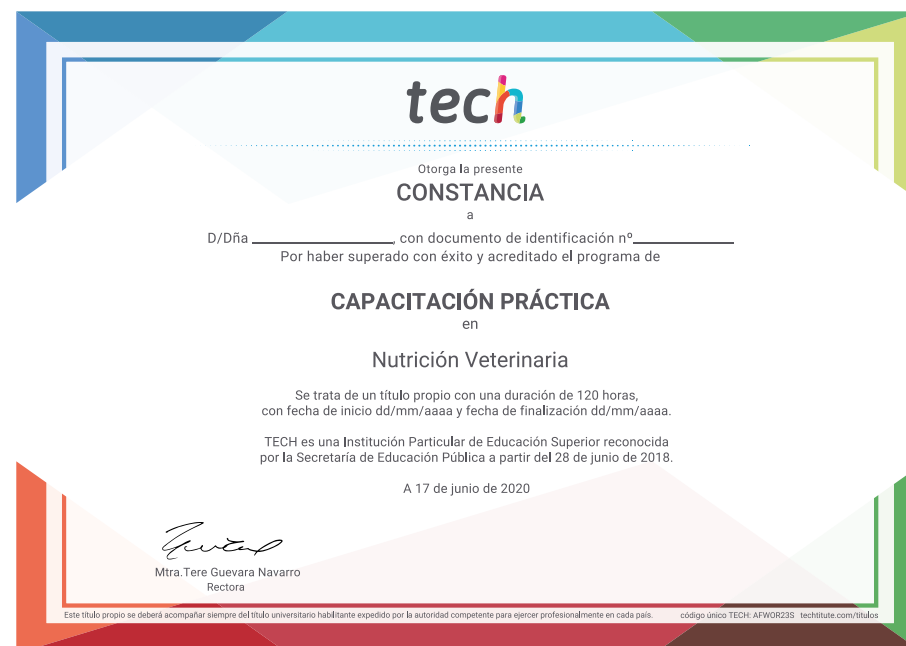 tech
Otorga la presente
CONSTANCIA
a
D/Dña ____________________, con documento de identificación nº______________
Por haber superado con éxito y acreditado el programa de
CAPACITACIÓN PRÁCTICA
en
Nutrición Veterinaria
Se trata de un título propio con una duración de 120 horas,
con fecha de inicio dd/mm/aaaa y fecha de finalización dd/mm/aaaa.
TECH es una Institución Particular de Educación Superior reconocida
por la Secretaría de Educación Pública a partir del 28 de junio de 2018.
A 17 de junio de 2020
Mtra.Tere Guevara Navarro
Rectora
Este título propio se deberá acompañar siempre del título universitario habilitante expedido por la autoridad competente para ejercer profesionalmente en cada país. código único TECH: AFWOR23S techtitute.com/titulos